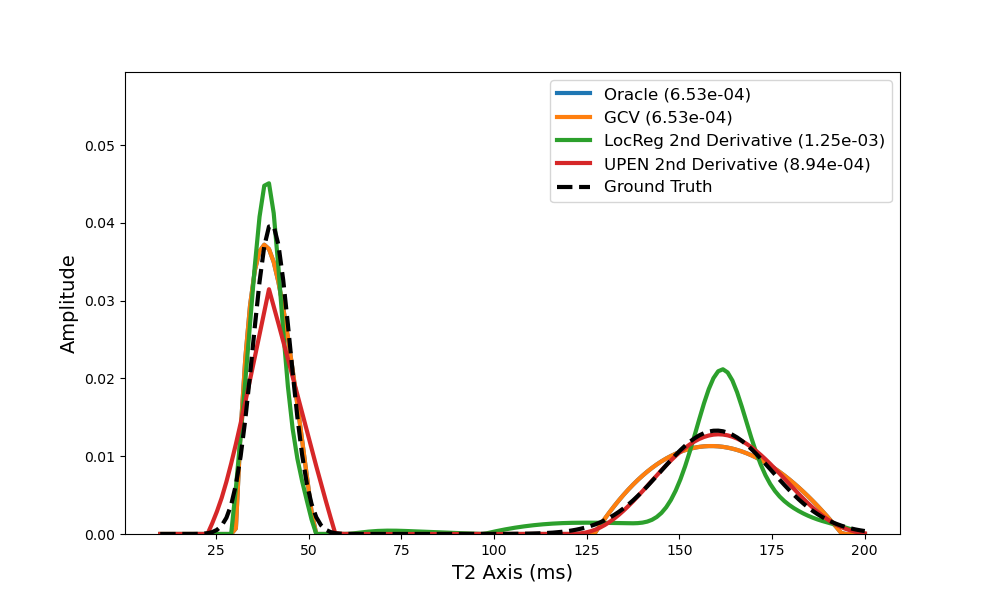 Oracle (6.53e-04)
GCV (6.53e-04)
LocReg 2nd Derivative (1.25e-03)
UPEN 2nd Derivative (8.94e-04)
Ground Truth
0.05
0.04
0.03
0.02
0.01
0.00
Amplitude
25 50 75 100 125 150 175 200
T2 Axis (ms)